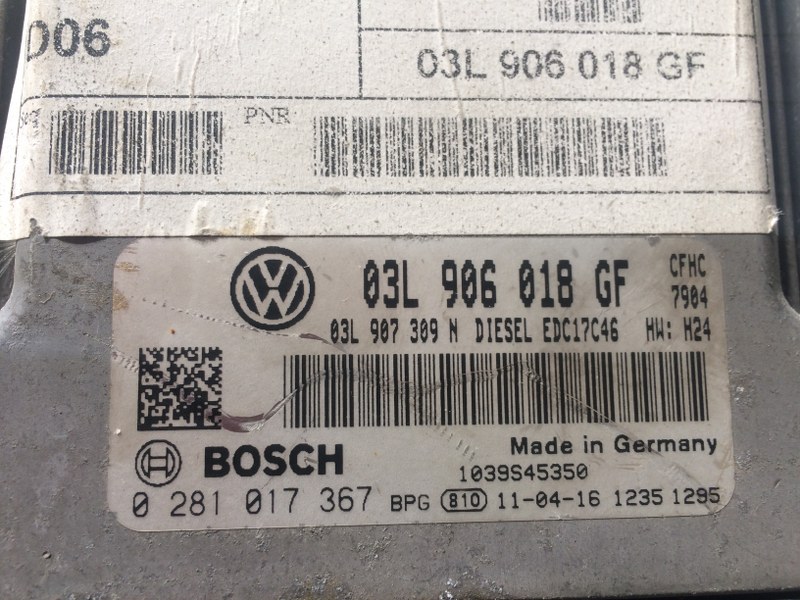 006
03L 906 018 GF
PNR
03L 906 018 GF
CFHC
7904
03L 907 309 N DIESEL EDC17C46 HW: H24
BOSCH
Made in Germany
1039S45350
0 281 017 367 BPG 810 11-04-16 1235 1295